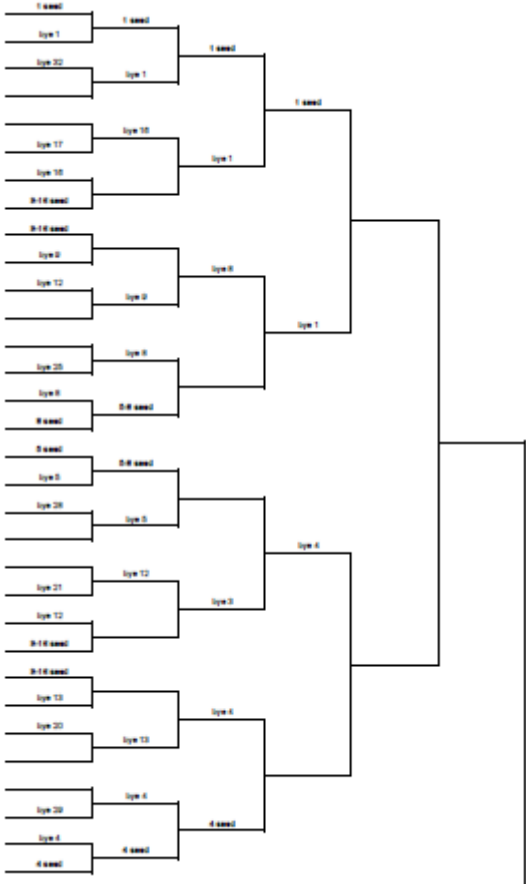 1 seed
bye 1
bye 32
bye 17
bye 16
9-16 seed
9-16 seed
bye 9
bye 12
bye 25
bye 8
8 seed
5 seed
bye 5
bye 28
bye 21
bye 12
9-16 seed
9-16 seed
bye 13
bye 20
bye 29
bye 4
4 seed
1 seed
bye 1
bye 16
bye 9
bye 8
5-8 seed
5-8 seed
bye 5
bye 12
bye 13
bye 4
4 seed
1 seed
bye 1
bye 8
bye 3
bye 4
4 seed
1 seed
bye 1
bye 4